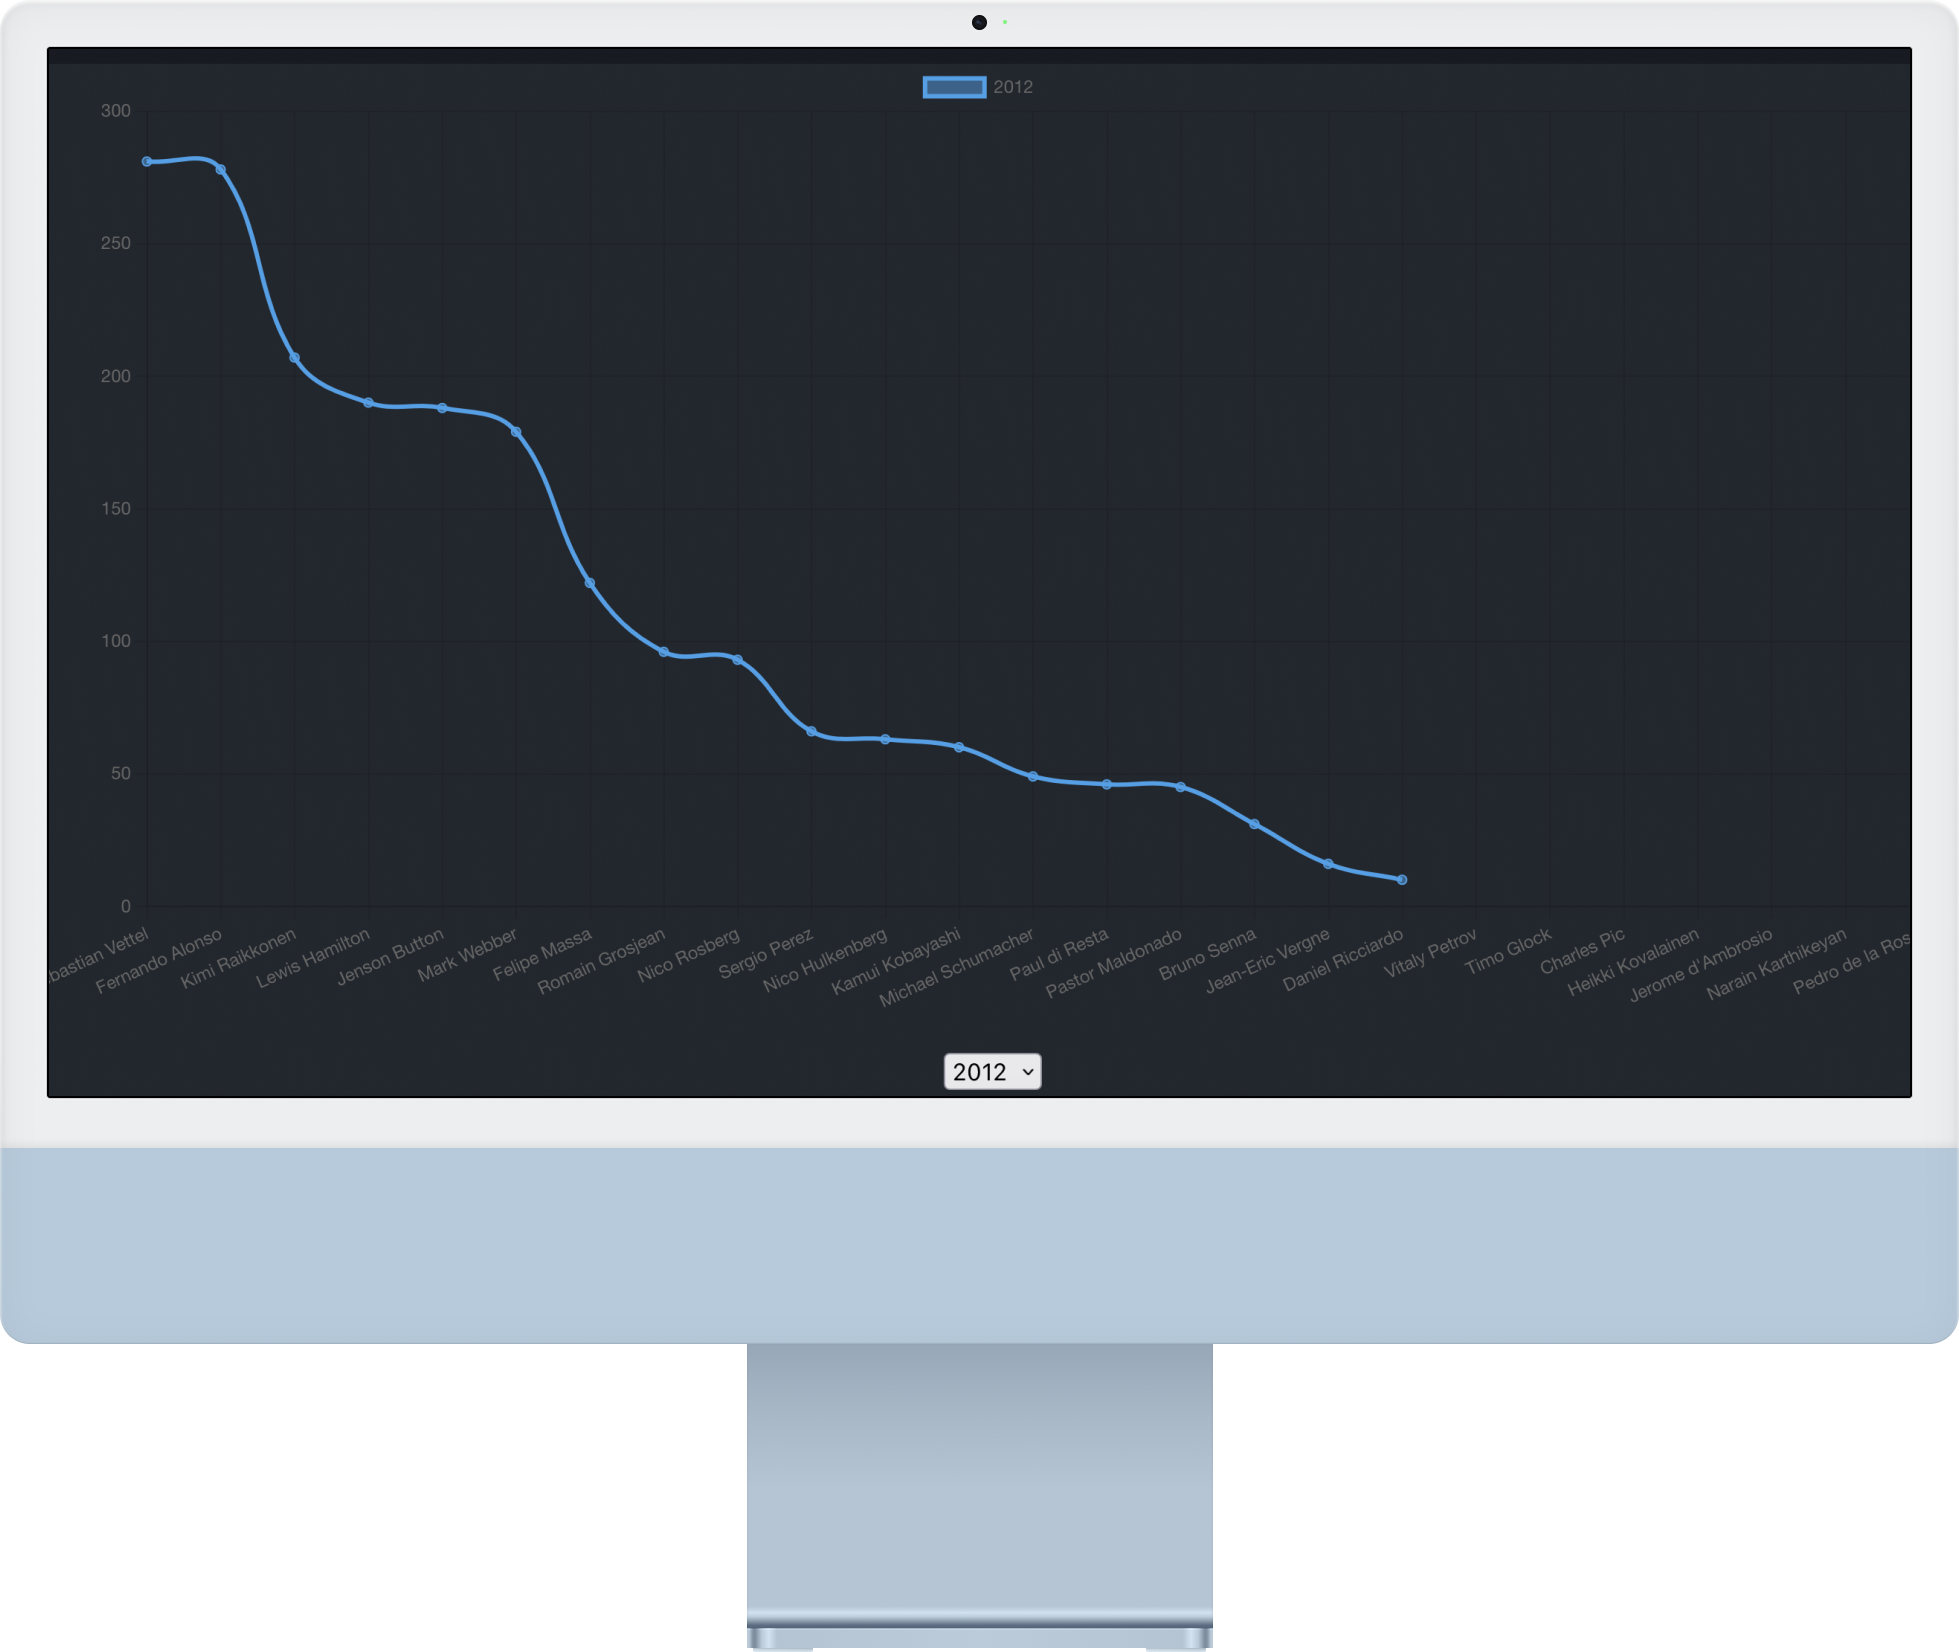 2012
300
250
200
150
100
50
0
bastian Vettel
Fernando Alonso
Kimi Raikkonen
Lewis Hamilton
Jenson Button
Mark Webber
Felipe Massa
Romain Grosjean
Nico Rosberg
Sergio Perez
Nico Hulkenberg
Kamui Kobayashi
Michael Schumacher
Paul di Resta
Pastor Maldonado
Bruno Senna
Jean-Eric Vergne
Daniel Ricciardo
Vitaly Petrov
Timo Glock
Charles Pic
Heikki Kovalainen
Jerome d'Ambrosio
Narain Karthikeyan
Pedro de la Ros
2012